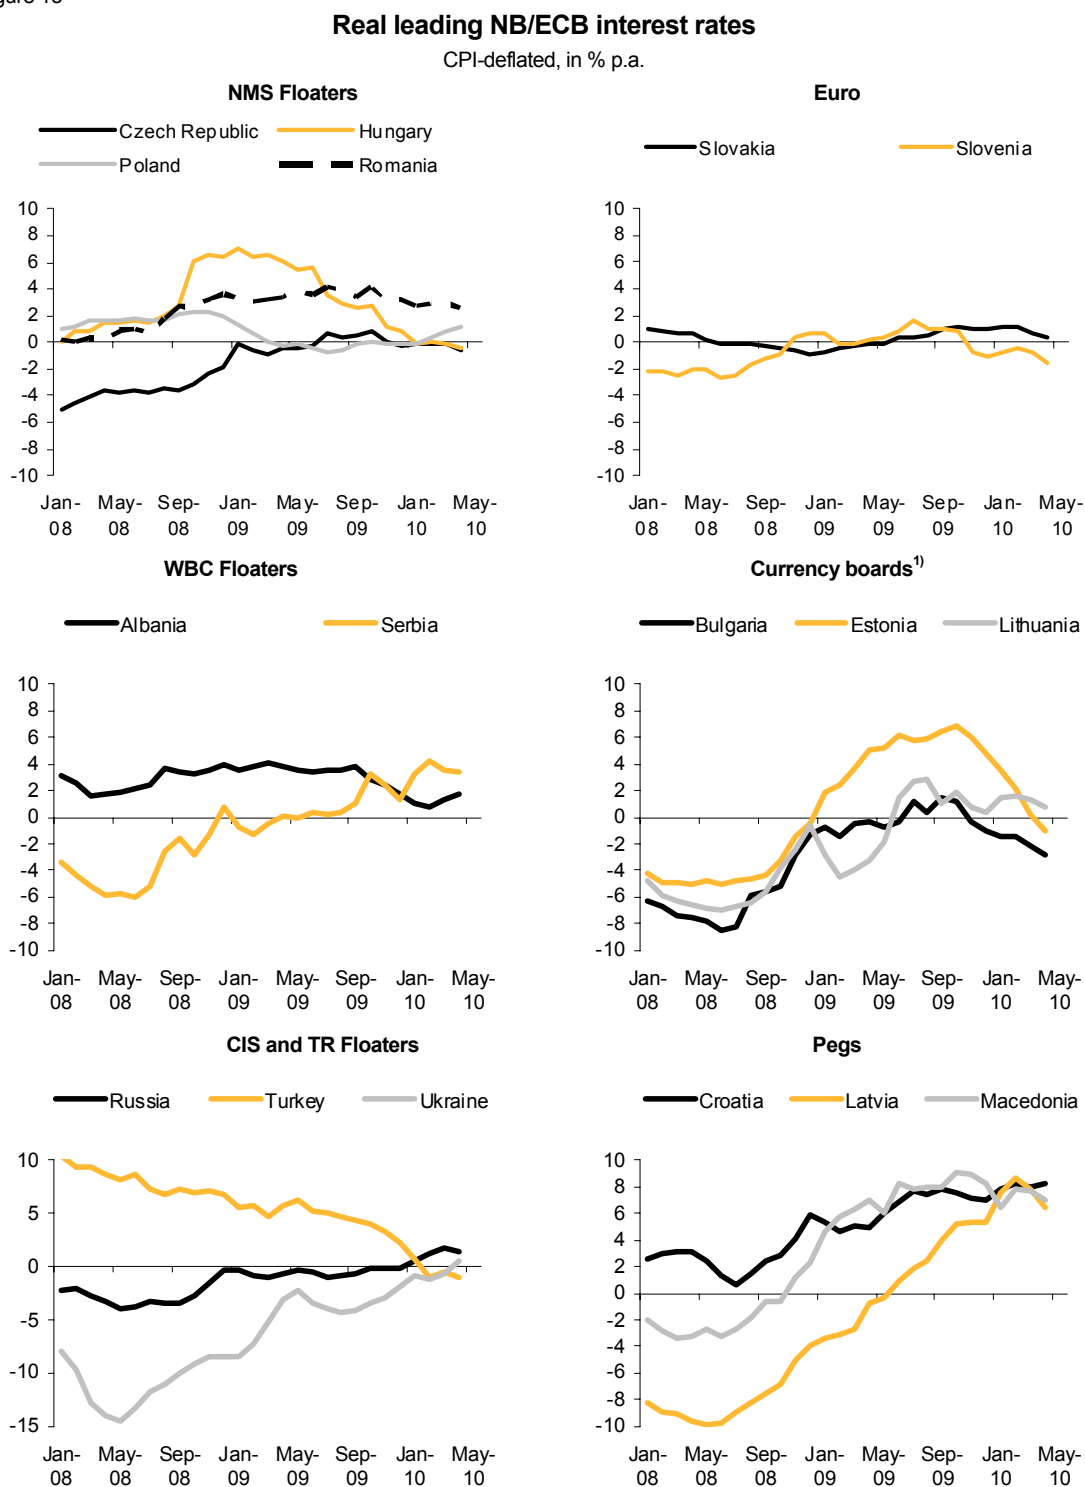 Real leading NB/ECB interest rates
CPI-deflated, in % p.a.
NMS Floaters
Czech Republic Hungary
Poland Romania
10
8
6
4
2
0
-2
-4
-6
-8
-10
Jan- May- Sep- Jan- May- Sep- Jan- May-
08 08 08 09 09 09 10 10
Euro
Slovakia Slovenia
10
8
6
4
2
0
-2
-4
-6
-8
-10
Jan- May- Sep- Jan- May- Sep- Jan- May-
08 08 08 09 09 09 10 10
WBC Floaters
Albania Serbia
10
8
6
4
2
0
-2
-4
-6
-8
-10
Jan- May- Sep- Jan- May- Sep- Jan- May-
08 08 08 09 09 09 10 10
Currency boards1)
Bulgaria Estonia Lithuania
10
8
6
4
2
0
-2
-4
-6
-8
-10
Jan- May- Sep- Jan- May- Sep- Jan- May-
08 08 08 09 09 09 10 10
CIS and TR Floaters
Russia Turkey Ukraine
10
5
0
-5
-10
-15
Jan- May- Sep- Jan- May- Sep- Jan- May-
08 08 08 09 09 09 10 10
Pegs
Croatia Latvia Macedonia
10
8
6
4
2
0
-2
-4
-6
-8
-10
Jan- May- Sep- Jan- May- Sep- Jan- May-
08 08 08 09 09 09 10 10